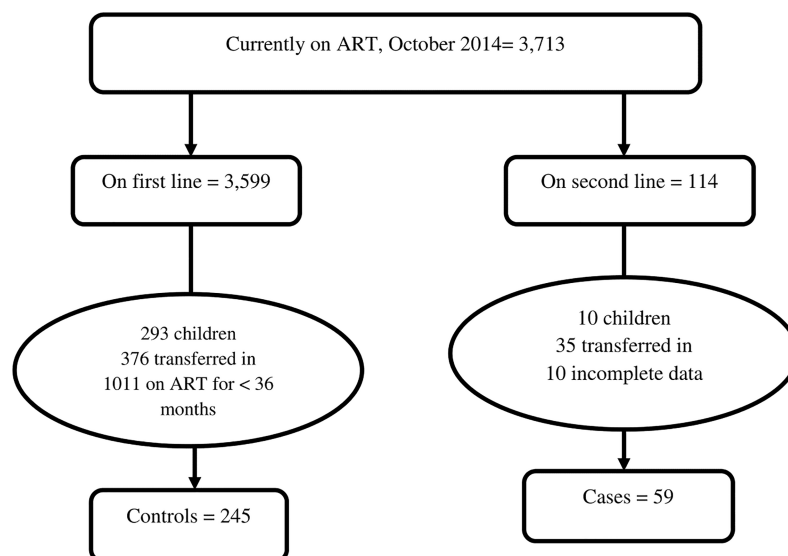 Currently on ART, October 2014= 3,713
On first line = 3,599
On second line = 114
293 children
376 transferred in
1011 on ART for < 36
months
10 children
35 transferred in
10 incomplete data
Controls = 245
Cases = 59